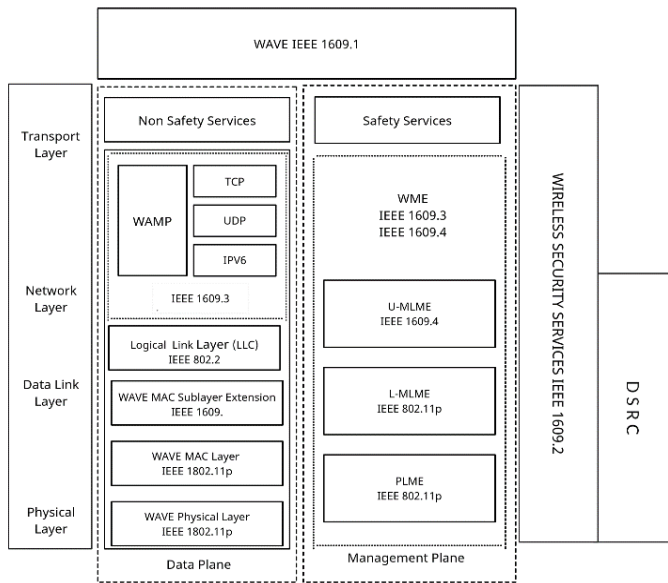 WAVE IEEE 1609.1
Transport
Layer
Network
Layer
Data Link
Layer
Physical
Layer
Non Safety Services
WAMP
TCP
UDP
IPV6
IEEE 1609.3
Logical Link Layer (LLC)
IEEE 802.2
WAVE MAC Sublayer Extension
IEEE 1609.
WAVE MAC Layer
IEEE 1802.11p
WAVE Physical Layer
IEEE 1802.11p
Data Plane
Safety Services
WME
IEEE 1609.3
IEEE 1609.4
U-MLME
IEEE 1609.4
L-MLME
IEEE 802.11p
PLME
IEEE 802.11p
Management Plane
WIRELESS SECURITY SERVICES IEEE 1609.2
DSRC